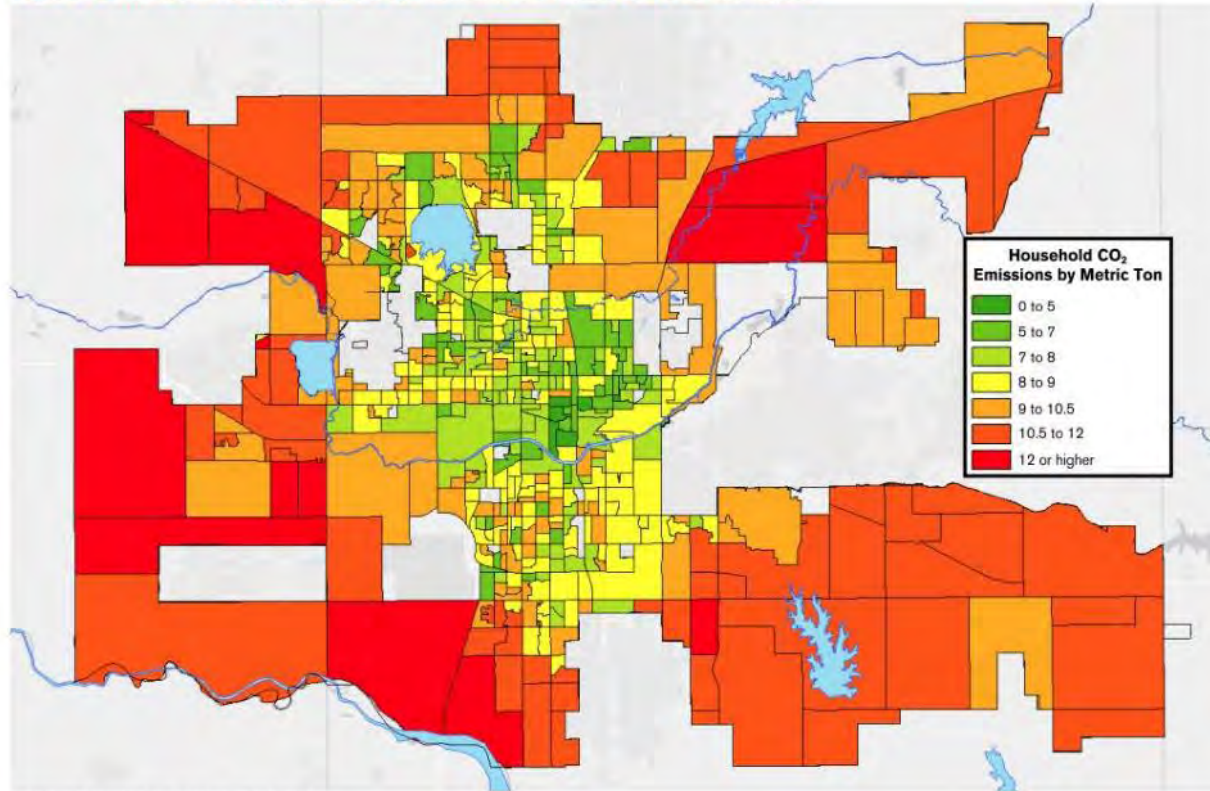 Household CO₂
Emissions by Metric Ton
0 to 5
5 to 7
7 to 8
8 to 9
9 to 10.5
10.5 to 12
12 or higher